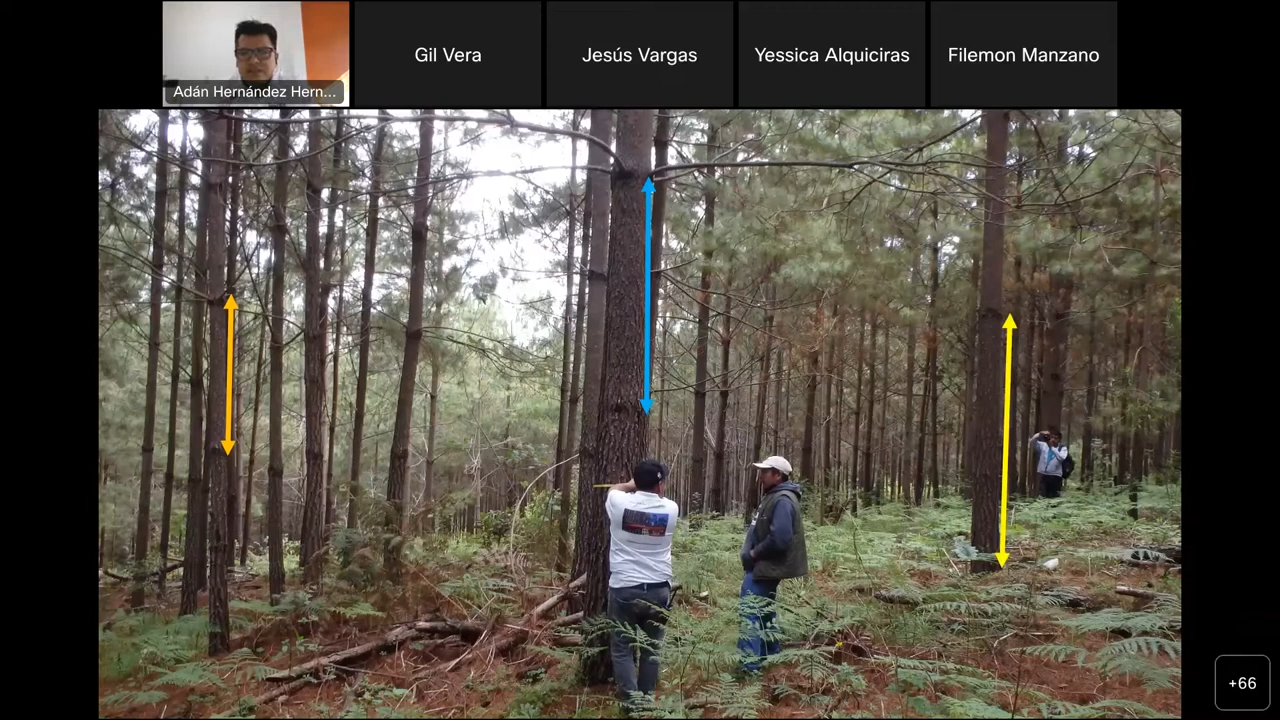 Adán Hernández Hern...
Gil Vera
Jesús Vargas
Yessica Alquiciras
Filemon Manzano
+66